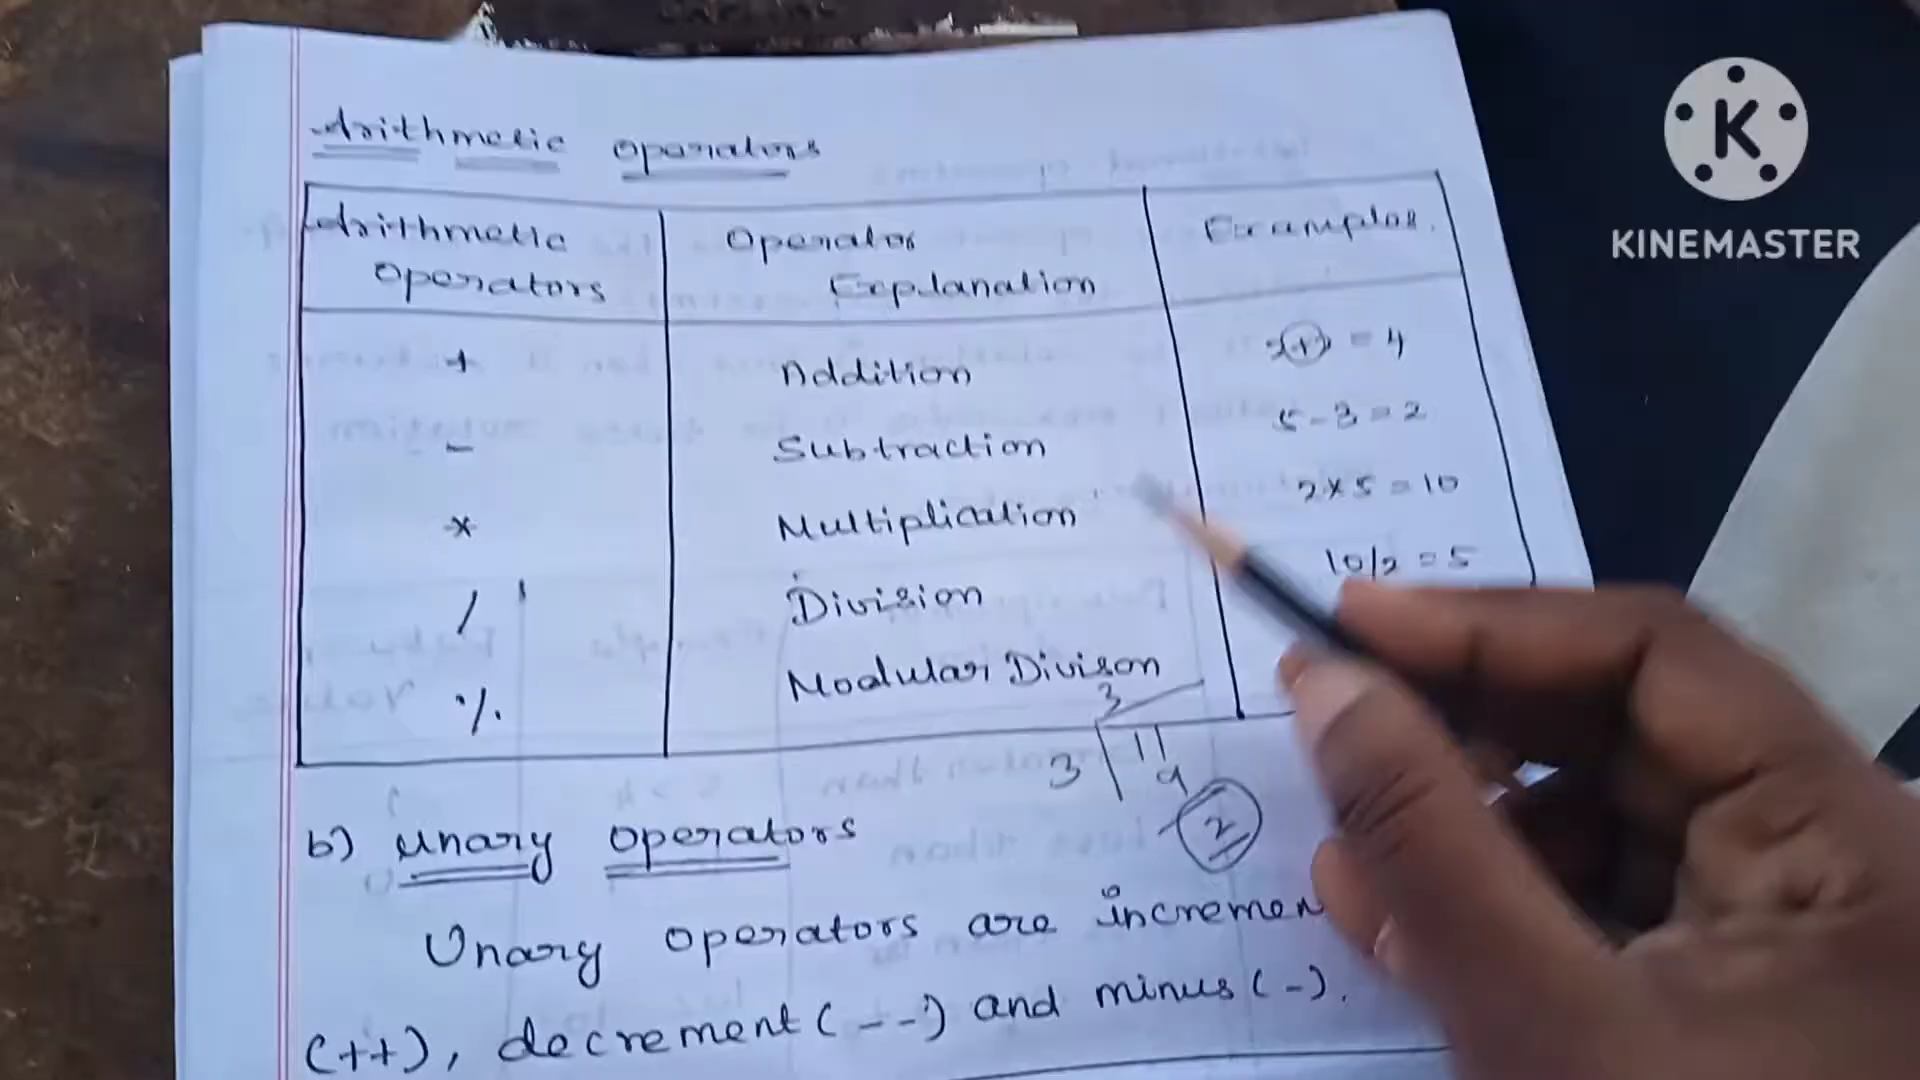 Arithmetic operators
Arithmetic operators
Operator Explanation
Examples.
+ Addition 2+2 = 4
- Subtraction 5-3=2
* Multiplication 2*5=10
/ Division 10/2 =5
% Modular Divison
3
3 11
9
2
b) Unary operators
Unary operators are incremen
(++), decrement (--) and minus (-).
K
KINEMASTER